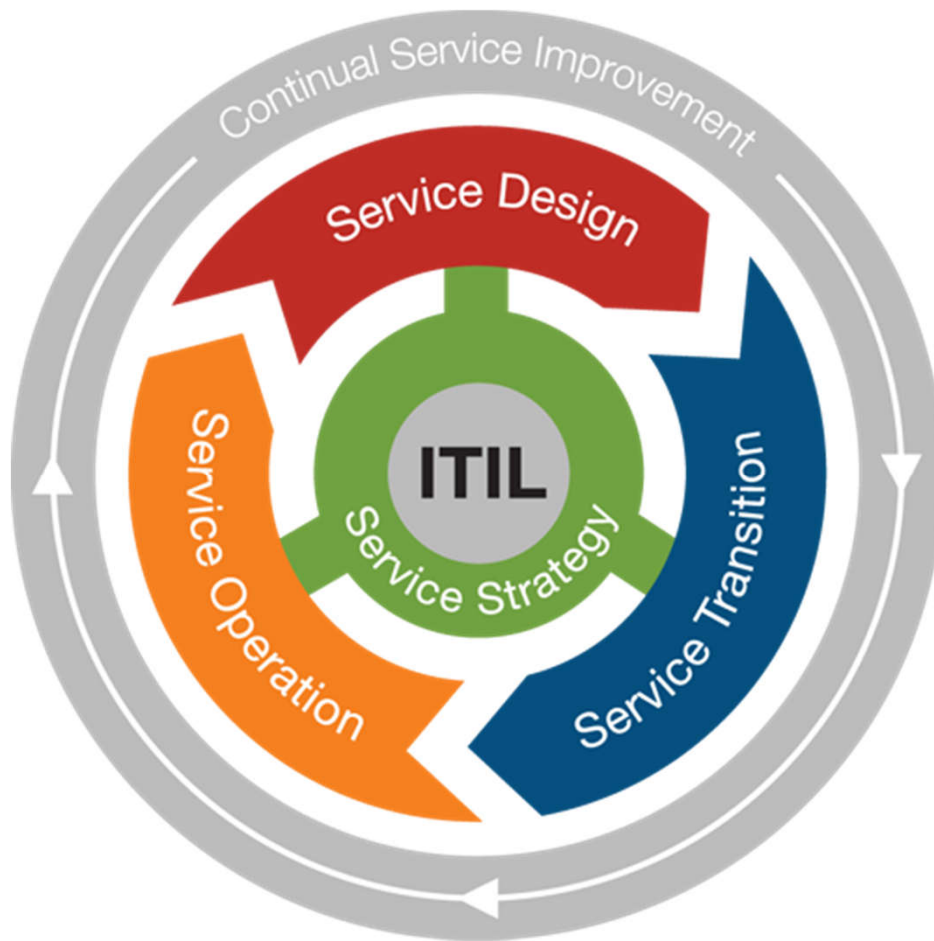 Continual Service Improvement
Service Design
ITIL
Service Strategy
Service Transition
Service Operation